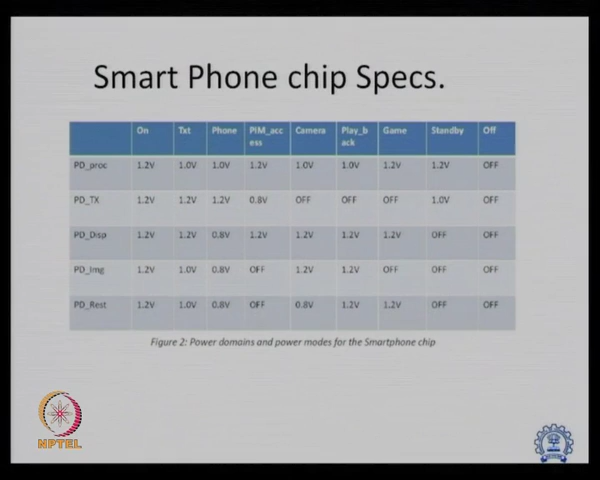 Smart Phone chip Specs.
On Txt Phone PIM_acc ess Camera Play_b ack Game Standby Off
PD_proc 1.2V 1.0V 1.0V 1.2V 1.0V 1.0V 1.2V 1.2V OFF
PD_TX 1.2V 1.2V 1.2V 0.8V OFF OFF OFF 1.0V OFF
PD_Disp 1.2V 1.2V 0.8V 1.2V 1.2V 1.2V 1.2V OFF OFF
PD_Img 1.2V 1.0V 0.8V OFF 1.2V 1.2V OFF OFF OFF
PD_Rest 1.2V 1.0V 0.8V OFF 0.8V 1.2V 1.2V OFF OFF
Figure 2: Power domains and power modes for the Smartphone chip
NPTEL